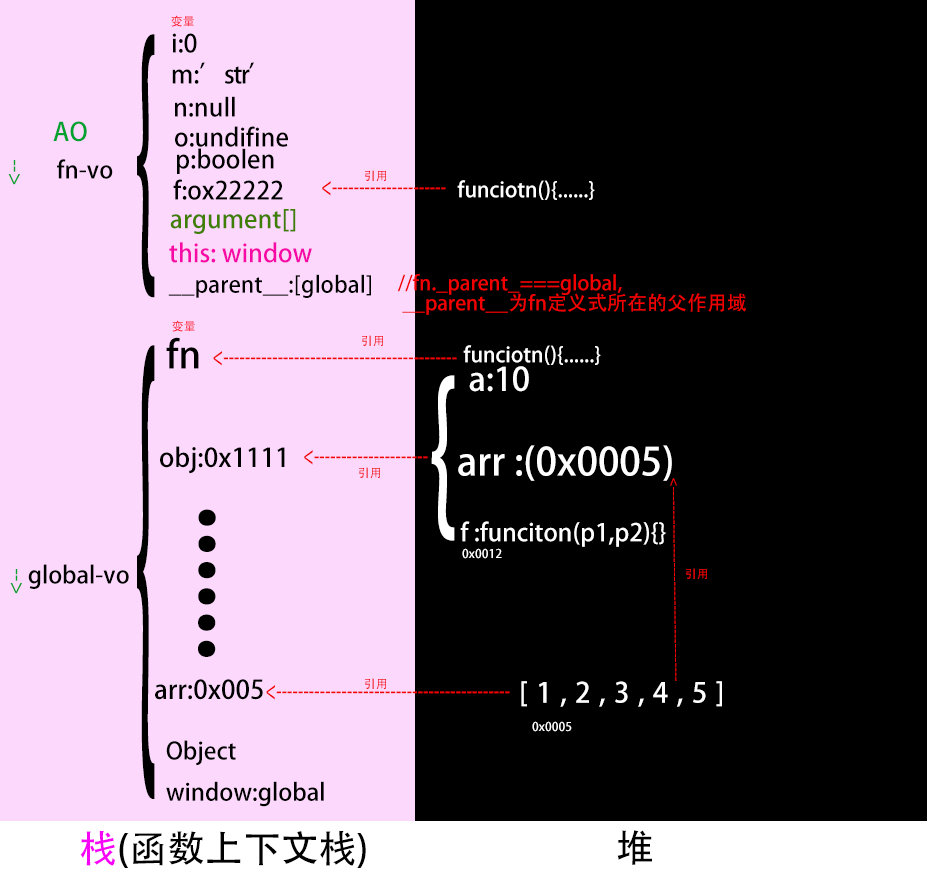 变量
i:0
m:′ str′
n:null
o:undifine
p:boolen
AO
fn-vo
f:ox22222
引用
funciotn(){......}
argument[]
this: window
__parent__:[global]
//fn._parent_===global,
__parent__为fn定义式所在的父作用域
变量
fn
引用
funciotn(){......}
a:10
obj:0x1111
引用
arr :(0x0005)
f :funciton(p1,p2){}
0x0012
global-vo
引用
arr:0x005
引用
[ 1 , 2 , 3 , 4 , 5 ]
0x0005
Object
window:global
栈(函数上下文栈)
堆